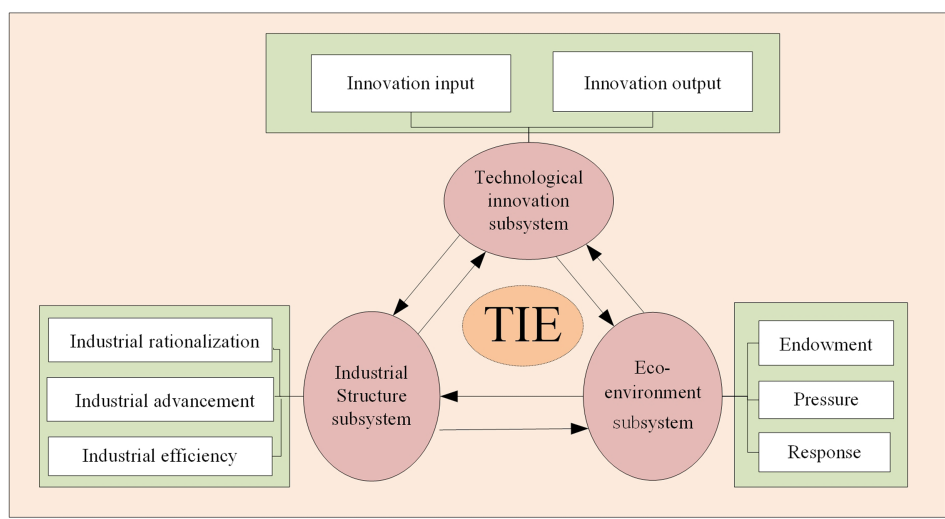 Innovation input
Innovation output
Technological
innovation
subsystem
TIE
Industrial rationalization
Industrial advancement
Industrial efficiency
Industrial
Structure
subsystem
Eco-
environment
subsystem
Endowment
Pressure
Response